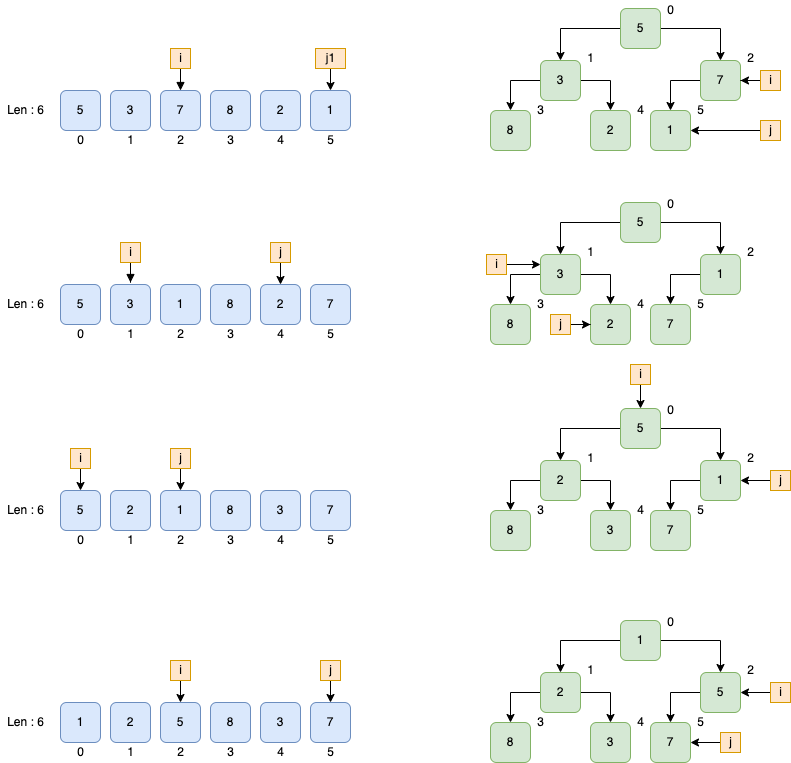 i j1
Len : 6 5 3 7 8 2 1
0 1 2 3 4 5
5 0
3 1 7 2 i
8 3 2 4 1 5 j
i j
Len : 6 5 3 1 8 2 7
0 1 2 3 4 5
5 0
i 3 1 1 2
8 3 j 2 4 7 5
i j
Len : 6 5 2 1 8 3 7
0 1 2 3 4 5
i
5 0
2 1 1 2 j
8 3 3 4 7 5
i j
Len : 6 1 2 5 8 3 7
0 1 2 3 4 5
1 0
2 1 5 2 i
8 3 3 4 7 5 j